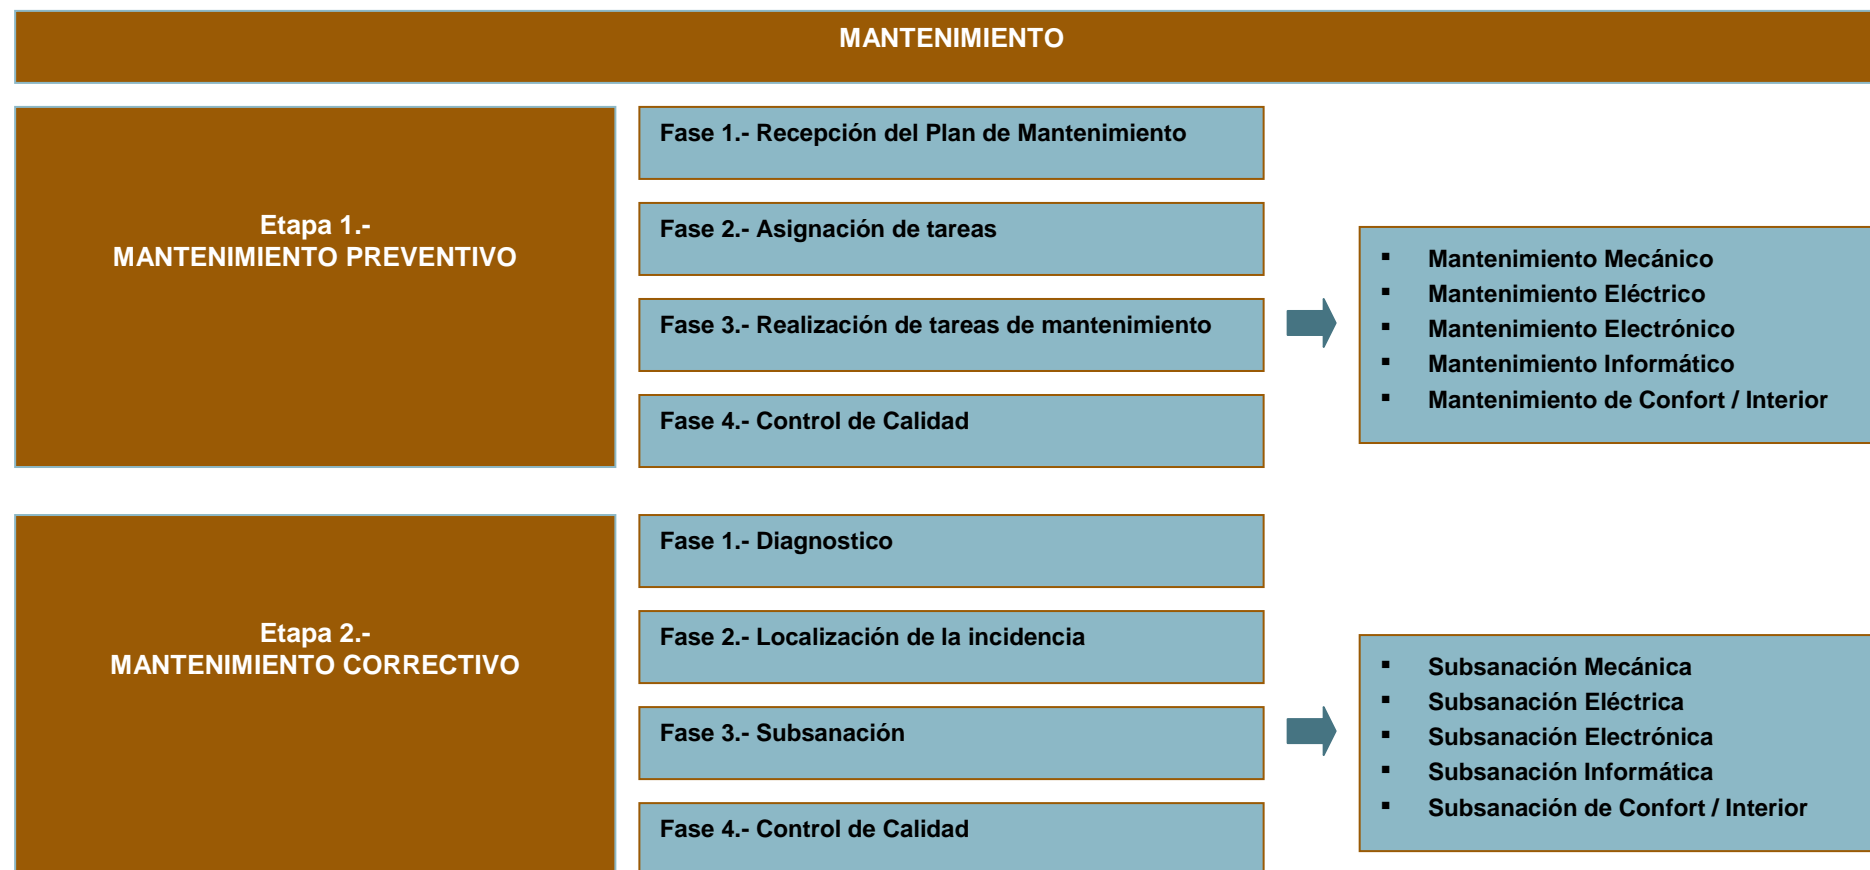 MANTENIMIENTO
Etapa 1.-
MANTENIMIENTO PREVENTIVO
Fase 1.- Recepción del Plan de Mantenimiento
Fase 2.- Asignación de tareas
Fase 3.- Realización de tareas de mantenimiento
Fase 4.- Control de Calidad
▪ Mantenimiento Mecánico
▪ Mantenimiento Eléctrico
▪ Mantenimiento Electrónico
▪ Mantenimiento Informático
▪ Mantenimiento de Confort / Interior
Etapa 2.-
MANTENIMIENTO CORRECTIVO
Fase 1.- Diagnostico
Fase 2.- Localización de la incidencia
Fase 3.- Subsanación
Fase 4.- Control de Calidad
▪ Subsanación Mecánica
▪ Subsanación Eléctrica
▪ Subsanación Electrónica
▪ Subsanación Informática
▪ Subsanación de Confort / Interior